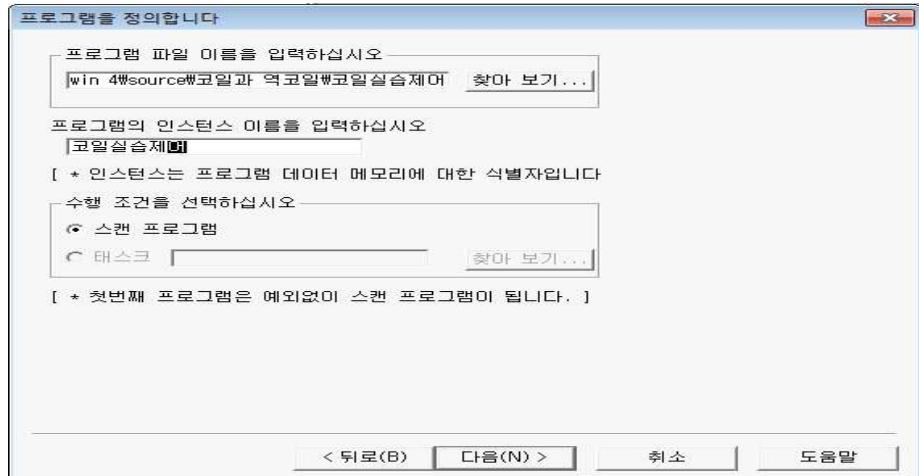 프로그램을 정의합니다
프로그램 파일 이름을 입력하십시오
win 4￦source￦코일과 역코일￦코일실습제어
찾아 보기...
프로그램의 인스턴스 이름을 입력하십시오
코일실습제어
[ * 인스턴스는 프로그램 데이터 메모리에 대한 식별자입니다
수행 조건을 선택하십시오
스캔 프로그램
태스크
찾아 보기...
[ * 첫번째 프로그램은 예외없이 스캔 프로그램이 됩니다. ]
< 뒤로(B)
다음(N) >
취소
도움말